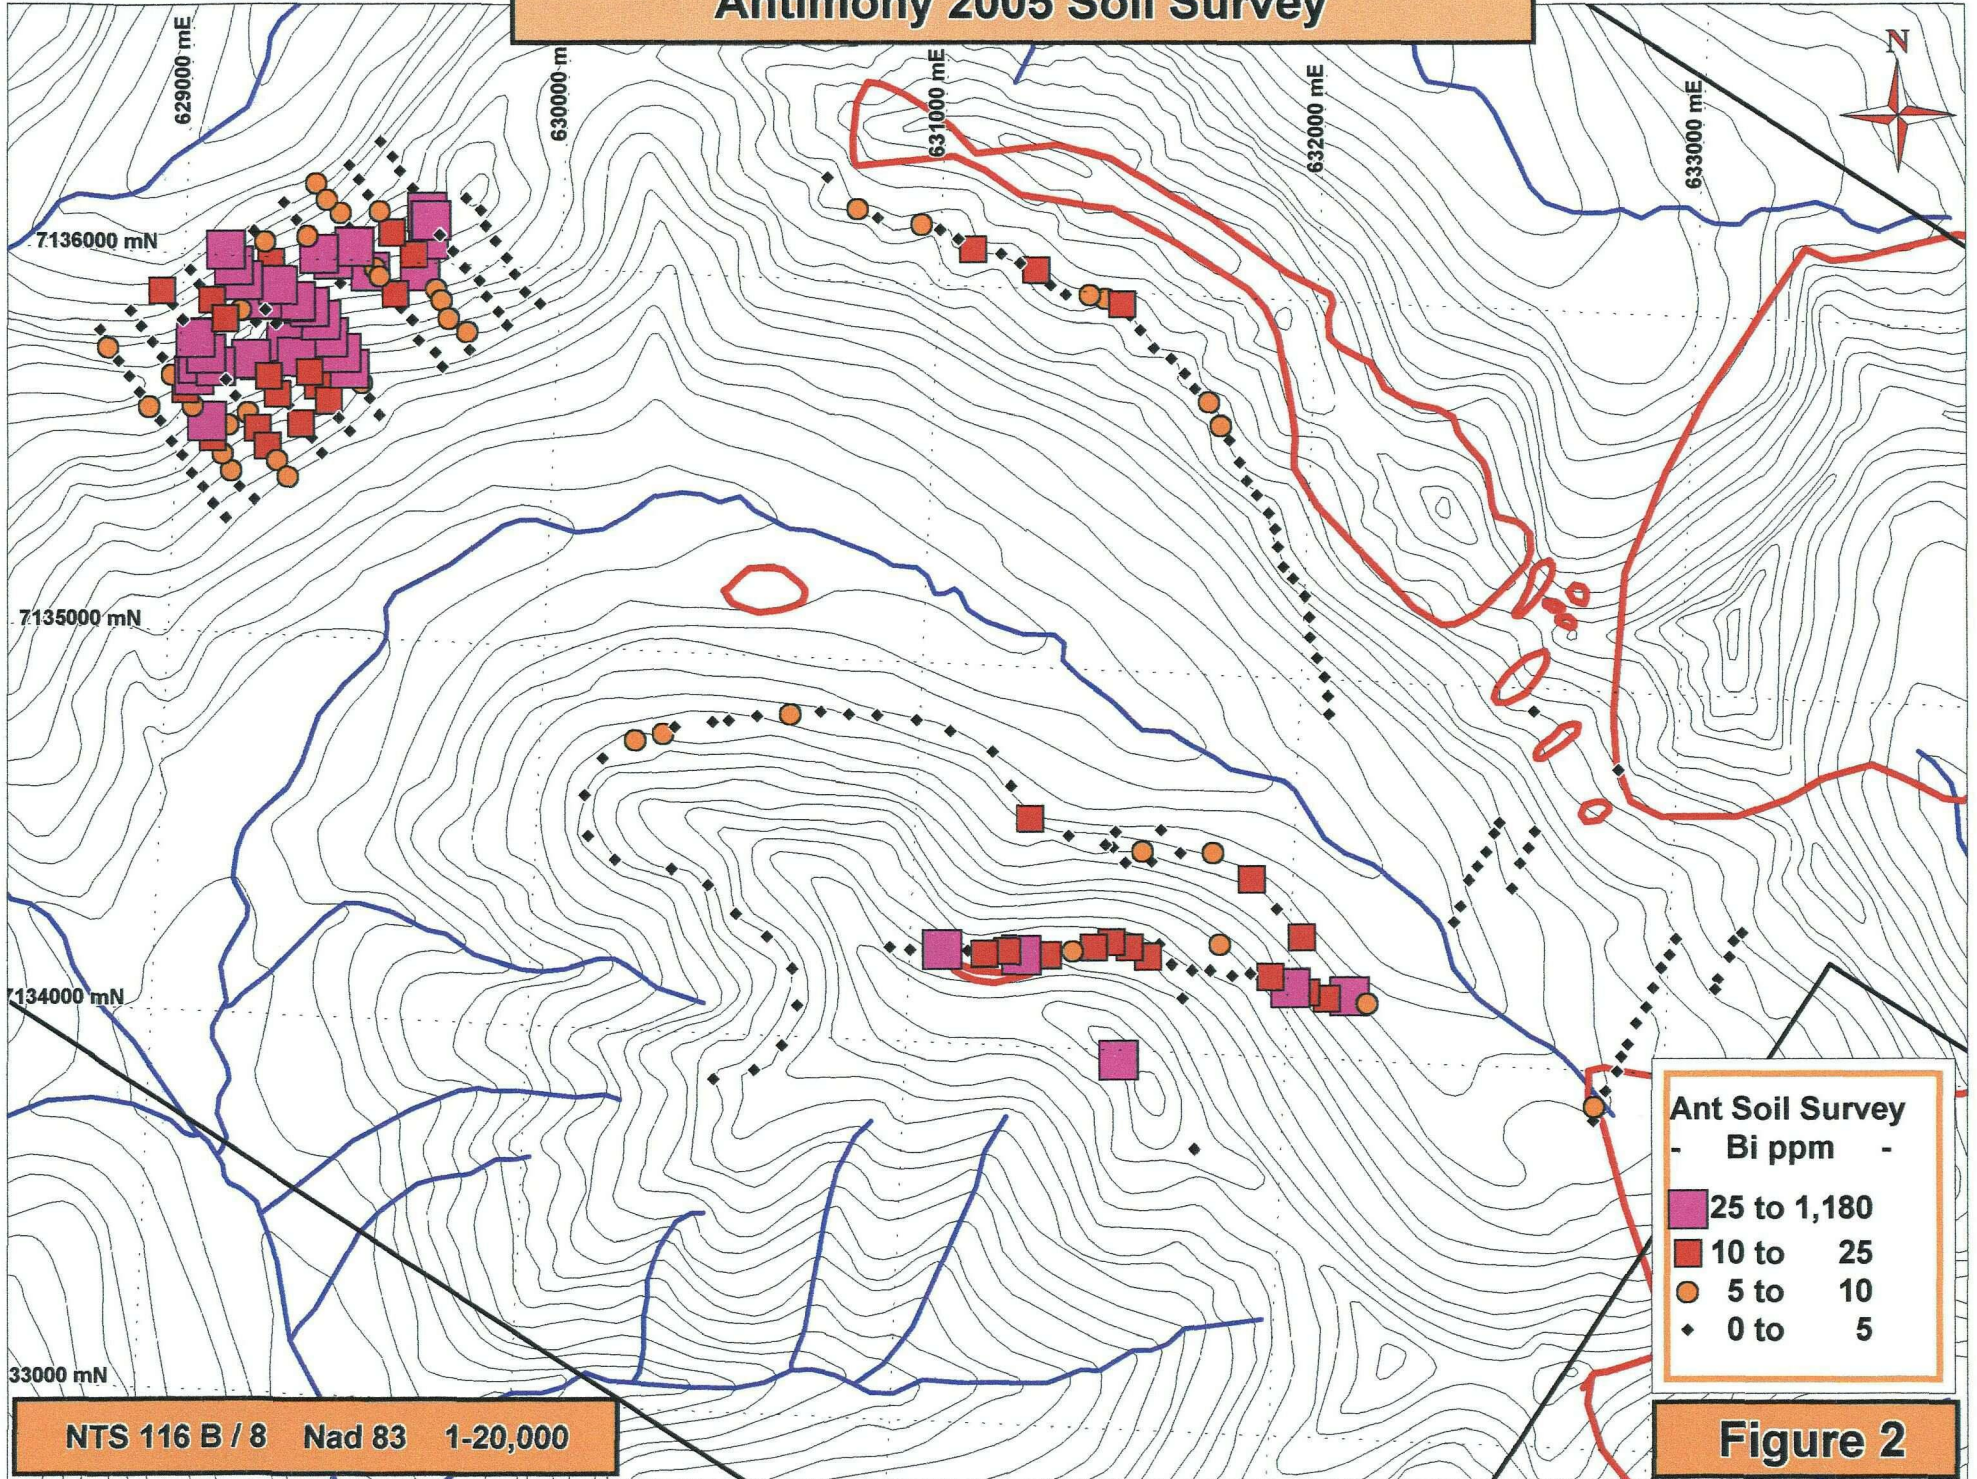 Antimony 2005 Soil Survey
629000 mE
630000 m
631000 mE
632000 mE
633000 mE
N
7136000 mN
7135000 mN
7134000 mN
33000 mN
Ant Soil Survey
- Bi ppm -
25 to 1,180
10 to 25
5 to 10
0 to 5
NTS 116 B / 8 Nad 83 1-20,000
Figure 2